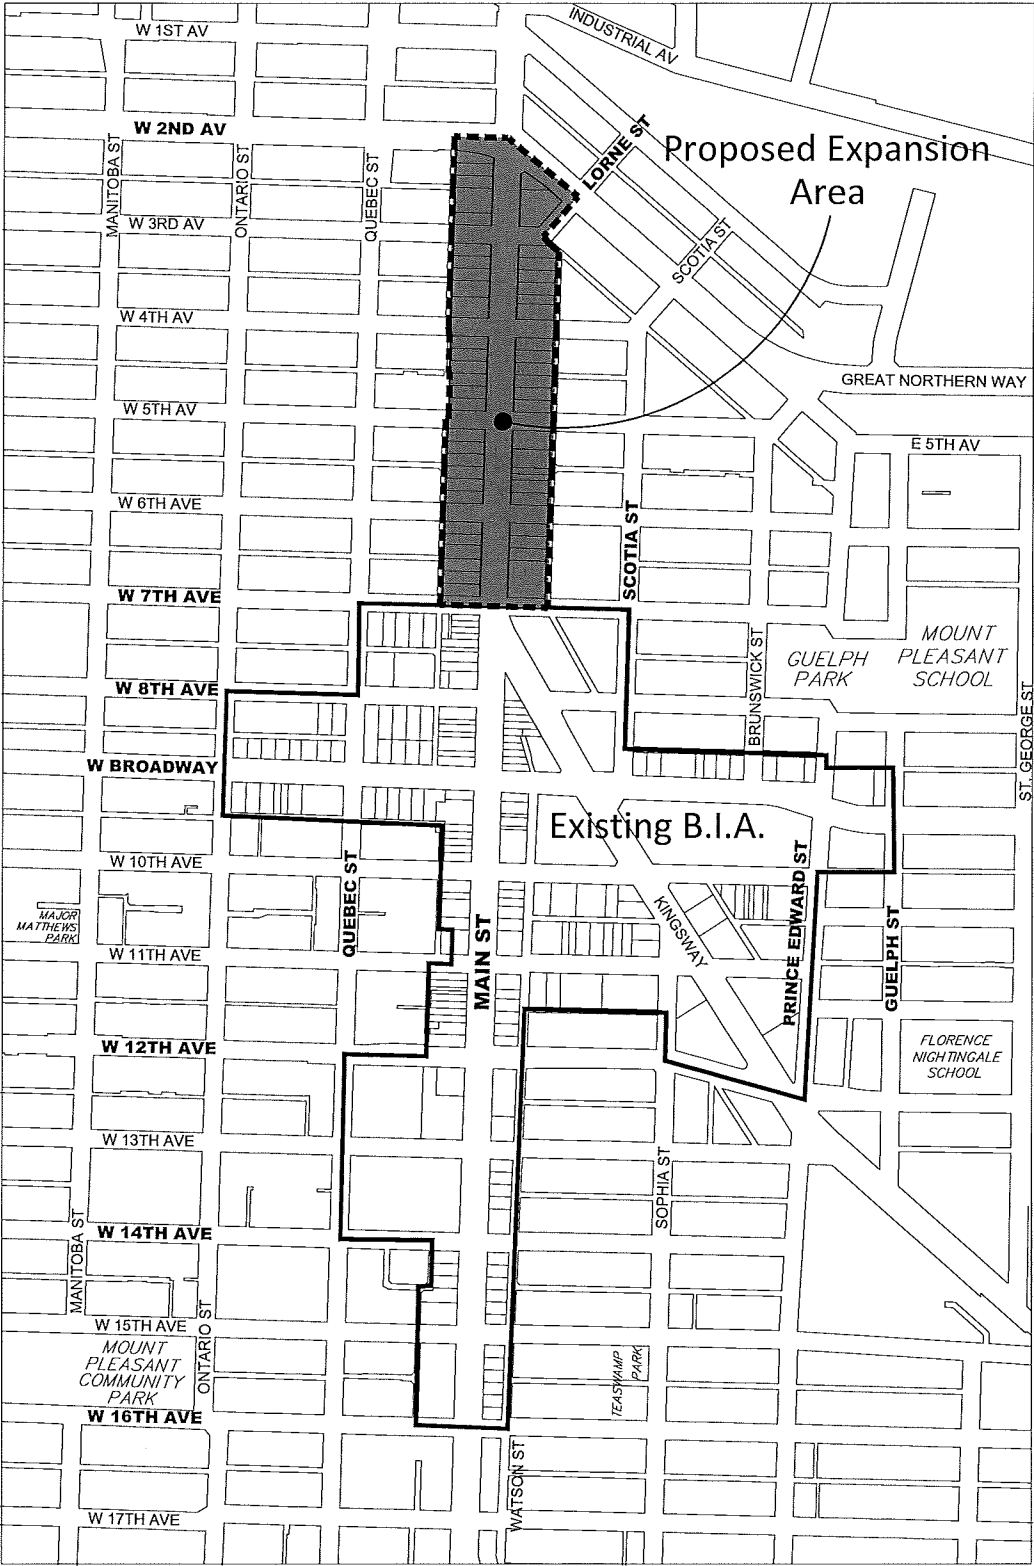 INDUSTRIAL AV
W 1ST AV
W 2ND AV
LORNE ST
Proposed Expansion
Area
MANITOBA ST
ONTARIO ST
QUEBEC ST
W 3RD AV
SCOTIA ST
W 4TH AV
GREAT NORTHERN WAY
W 5TH AV
E 5TH AV
W 6TH AVE
SCOTIA ST
W 7TH AVE
BRUNSWICK ST
GUELPH
PARK
MOUNT
PLEASANT
SCHOOL
W 8TH AVE
ST. GEORGE ST
W BROADWAY
Existing B.I.A.
W 10TH AVE
QUEBEC ST
PRINCE EDWARD ST
MAJOR
MATTHEWS
PARK
MAIN ST
KINGSWAY
GUELPH ST
W 11TH AVE
W 12TH AVE
FLORENCE
NIGHTINGALE
SCHOOL
W 13TH AVE
SOPHIA ST
MANITOBA ST
W 14TH AVE
ONTARIO ST
W 15TH AVE
MOUNT
PLEASANT
COMMUNITY
PARK
TEASWAMP
PARK
W 16TH AVE
WATSON ST
W 17TH AVE